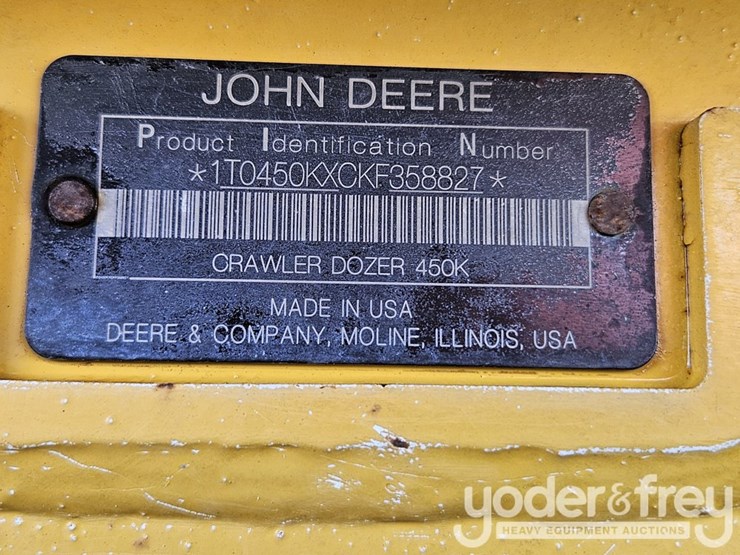 JOHN DEERE
Product Identification Number
*1T0450KXCKF358827*
CRAWLER DOZER 450K
MADE IN USA
DEERE & COMPANY, MOLINE, ILLINOIS, USA
yoder&frey
HEAVY EQUIPMENT AUCTIONS